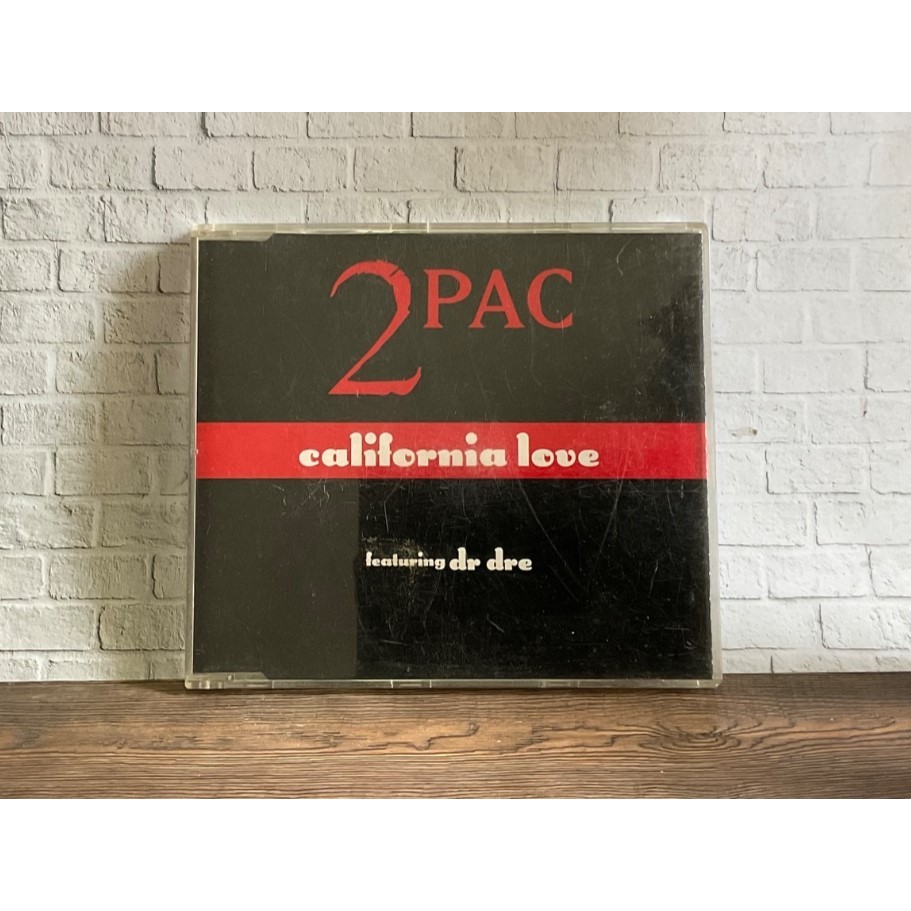 2PAC
california love
featuring dr dre